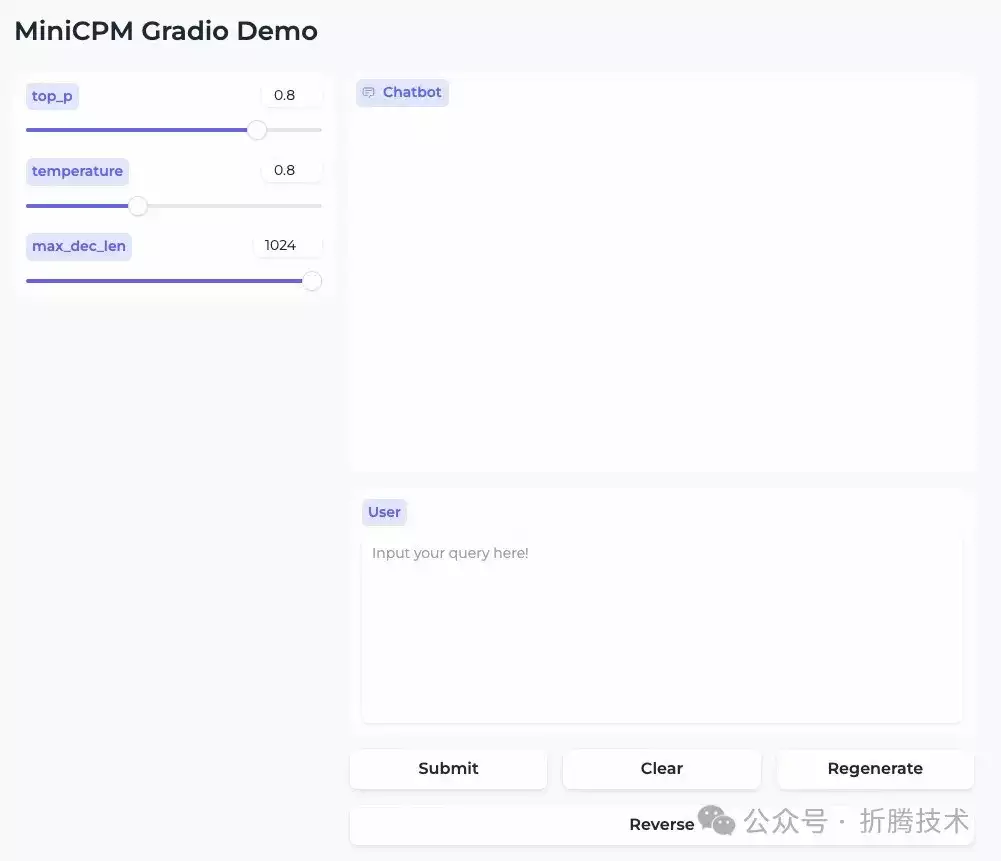 MiniCPM Gradio Demo
top_p
0.8
temperature
0.8
max_dec_len
1024
Chatbot
User
Input your query here!
Submit
Clear
Regenerate
Reverse
公众号 · 折腾技术